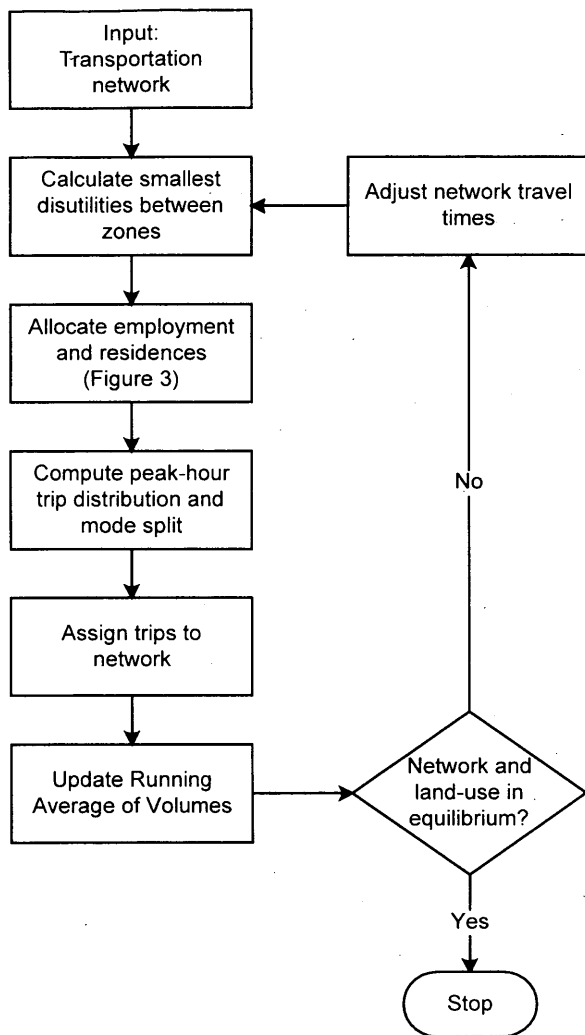 Input:
Transportation
network
Calculate smallest
disutilities between
zones
Adjust network travel
times
Allocate employment
and residences
(Figure 3)
Compute peak-hour
trip distribution and
mode split
No
Assign trips to
network
Update Running
Average of Volumes
Network and
land-use in
equilibrium?
Yes
Stop